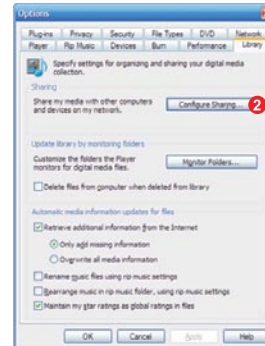 Options
Plug-ins Privacy Security File Types DVD Network
Player Rip Music Devices Burn Performance Library
Specify settings for organizing and sharing your digital media
collection.
Sharing
Share my media with other computers
and devices on my network.
Configure Sharing...
2
Update library by monitoring folders
Customize the folders the Player
monitors for digital media files.
Monitor Folders...
Delete files from computer when deleted from library
Automatic media information updates for files
Retrieve additional information from the Internet
Only add missing information
Overwrite all media information
Rename music files using rip music settings
Rearrange music in rip music folder, using rip music settings
Maintain my star ratings as global ratings in files
OK Cancel Apply Help